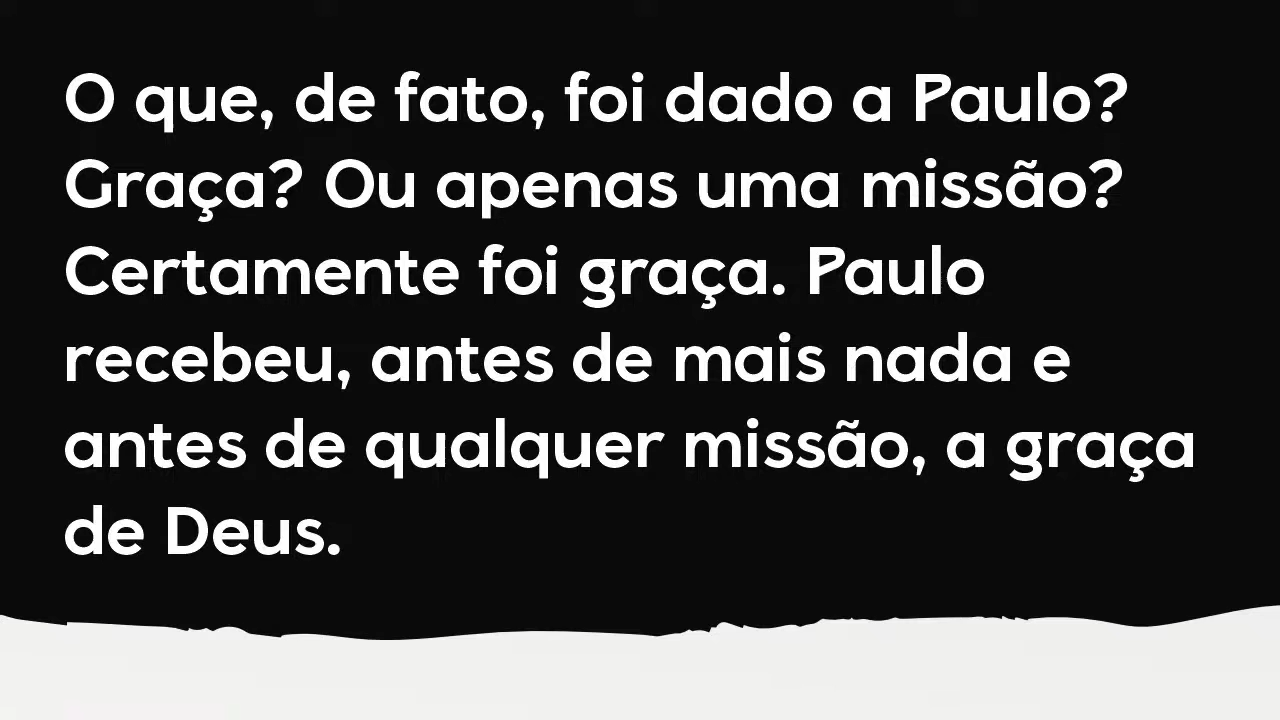 O que, de fato, foi dado a Paulo?
Graça? Ou apenas uma missão?
Certamente foi graça. Paulo
recebeu, antes de mais nada e
antes de qualquer missão, a graça
de Deus.